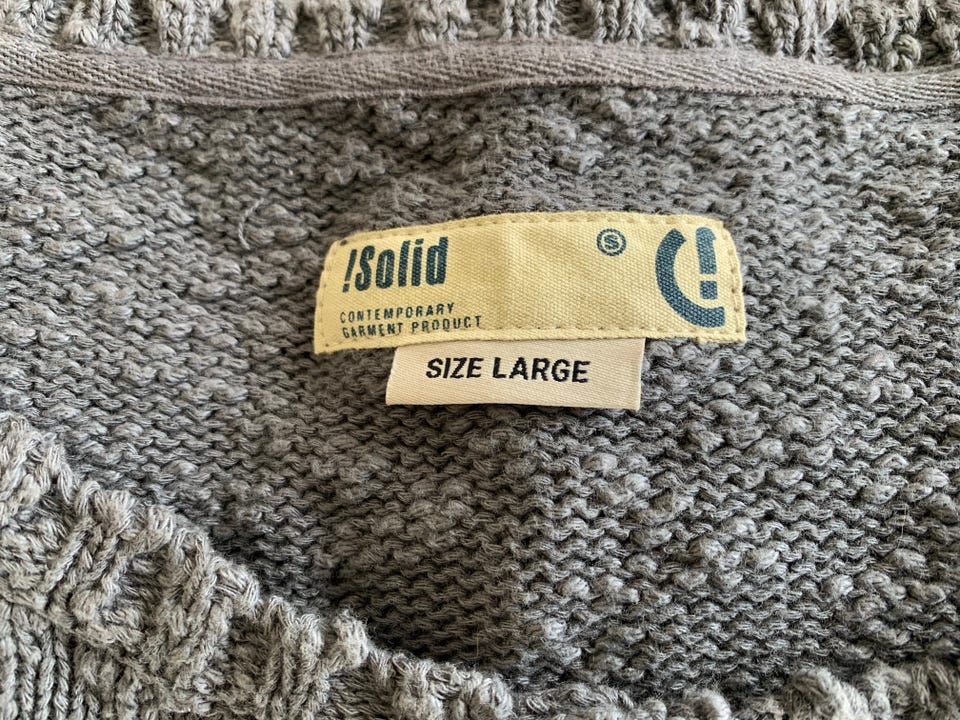 !Solid
S
CONTEMPORARY
GARMENT PRODUCT
SIZE LARGE